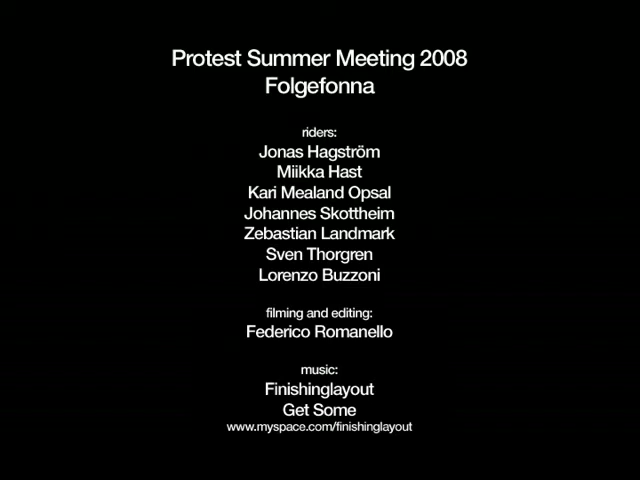 Protest Summer Meeting 2008
Folgefonna
riders:
Jonas Hagström
Miikka Hast
Kari Mealand Opsal
Johannes Skottheim
Zebastian Landmark
Sven Thorgren
Lorenzo Buzzoni
filming and editing:
Federico Romanello
music:
Finishinglayout
Get Some
www.myspace.com/finishinglayout